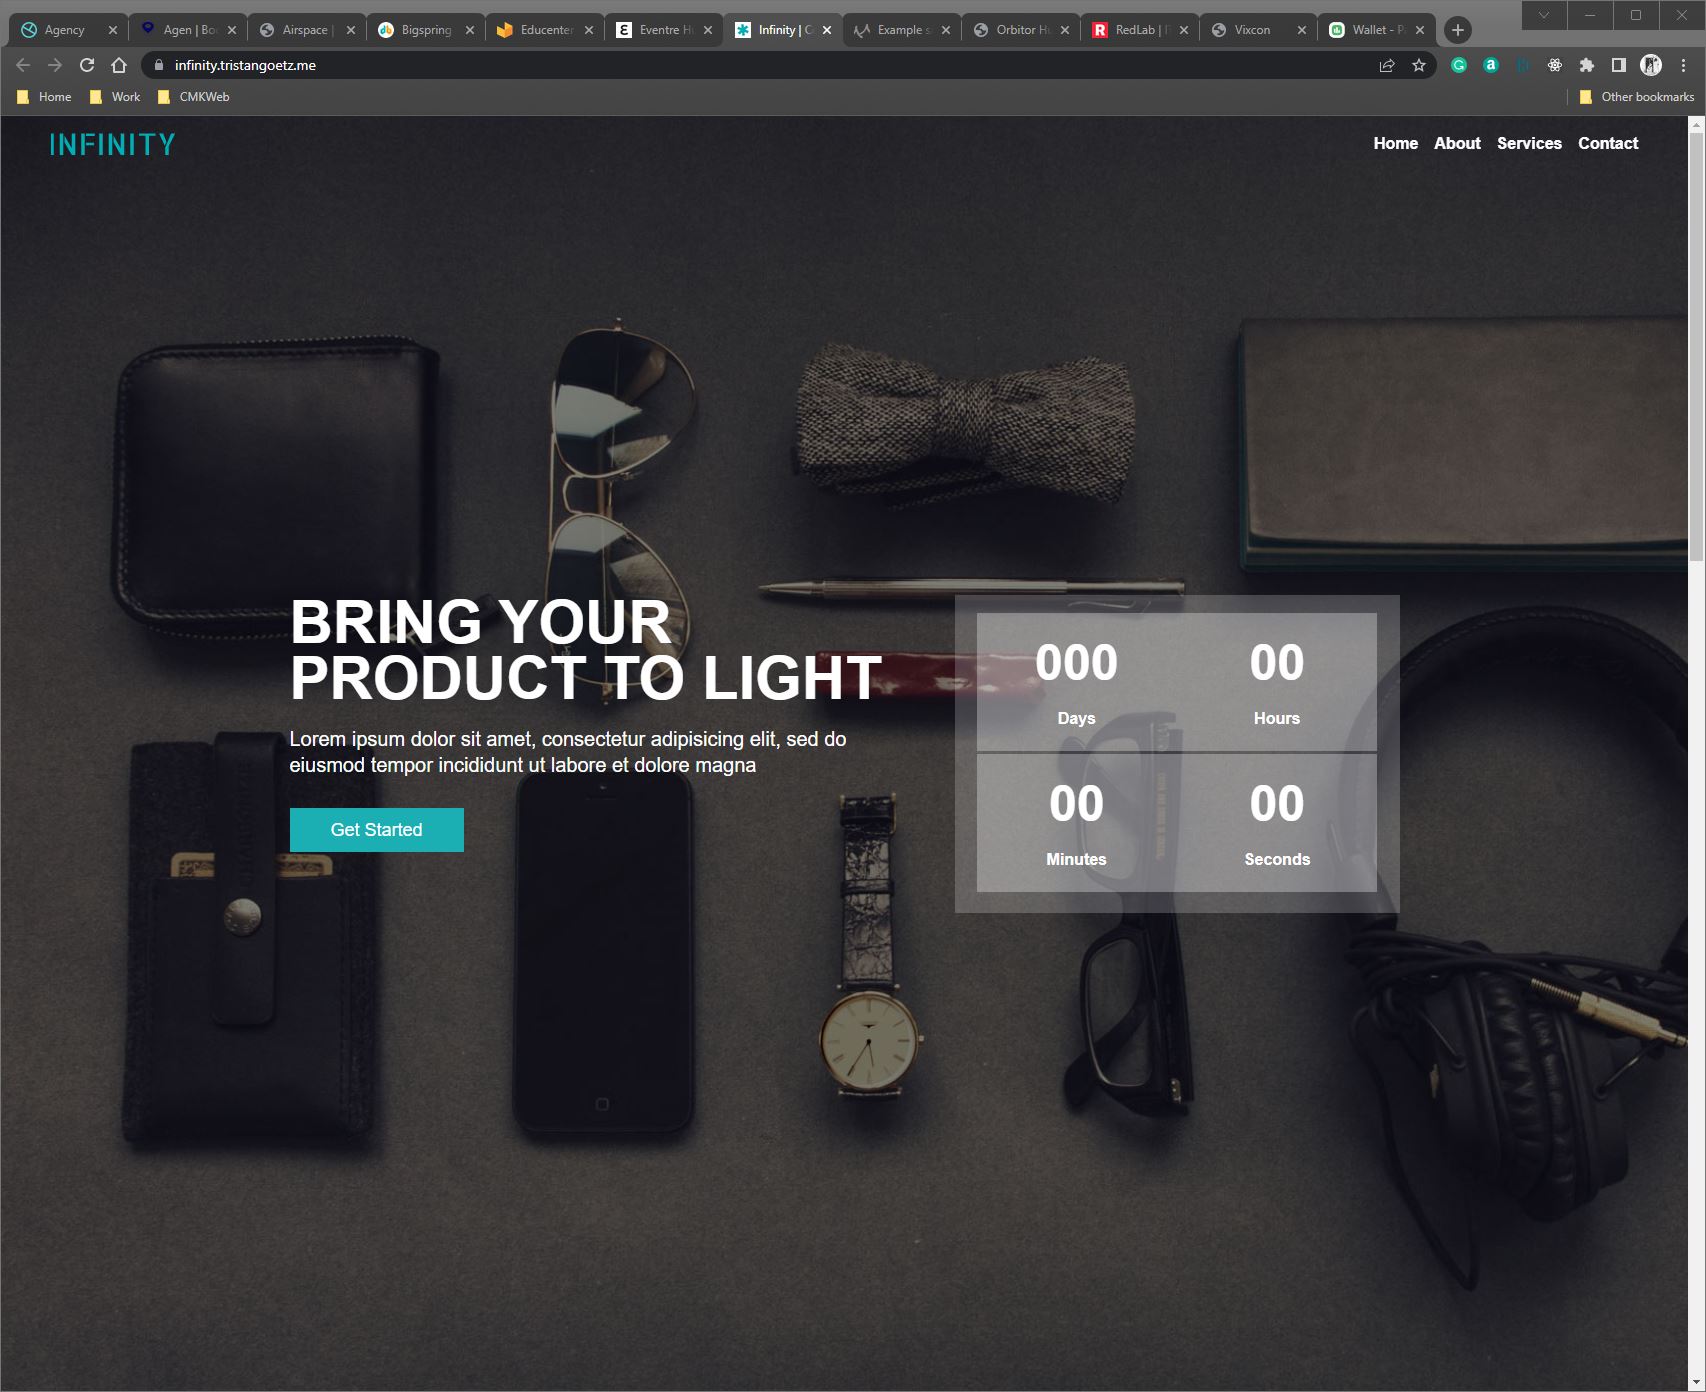 Agency
Agen | Boo
Airspace |
Bigspring
Educenter
Eventre H
Infinity | C
Example s
Orbitor Hu
RedLab |
Vixcon
Wallet - P
infinity.tristangoetz.me
Home
Work
CMKWeb
Other bookmarks
INFINITY
Home About Services Contact
BRING YOUR
PRODUCT TO LIGHT
Lorem ipsum dolor sit amet, consectetur adipisicing elit, sed do
eiusmod tempor incididunt ut labore et dolore magna
Get Started
000 00
Days Hours
00 00
Minutes Seconds